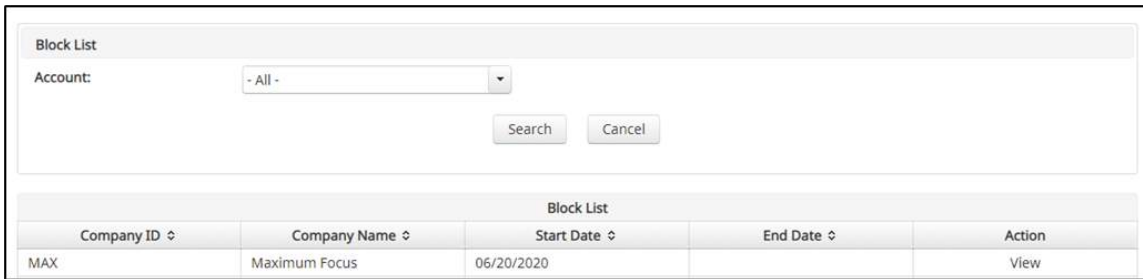 Block List
Account: - All -
Search Cancel
Block List
Company ID Company Name Start Date End Date Action
MAX Maximum Focus 06/20/2020 View